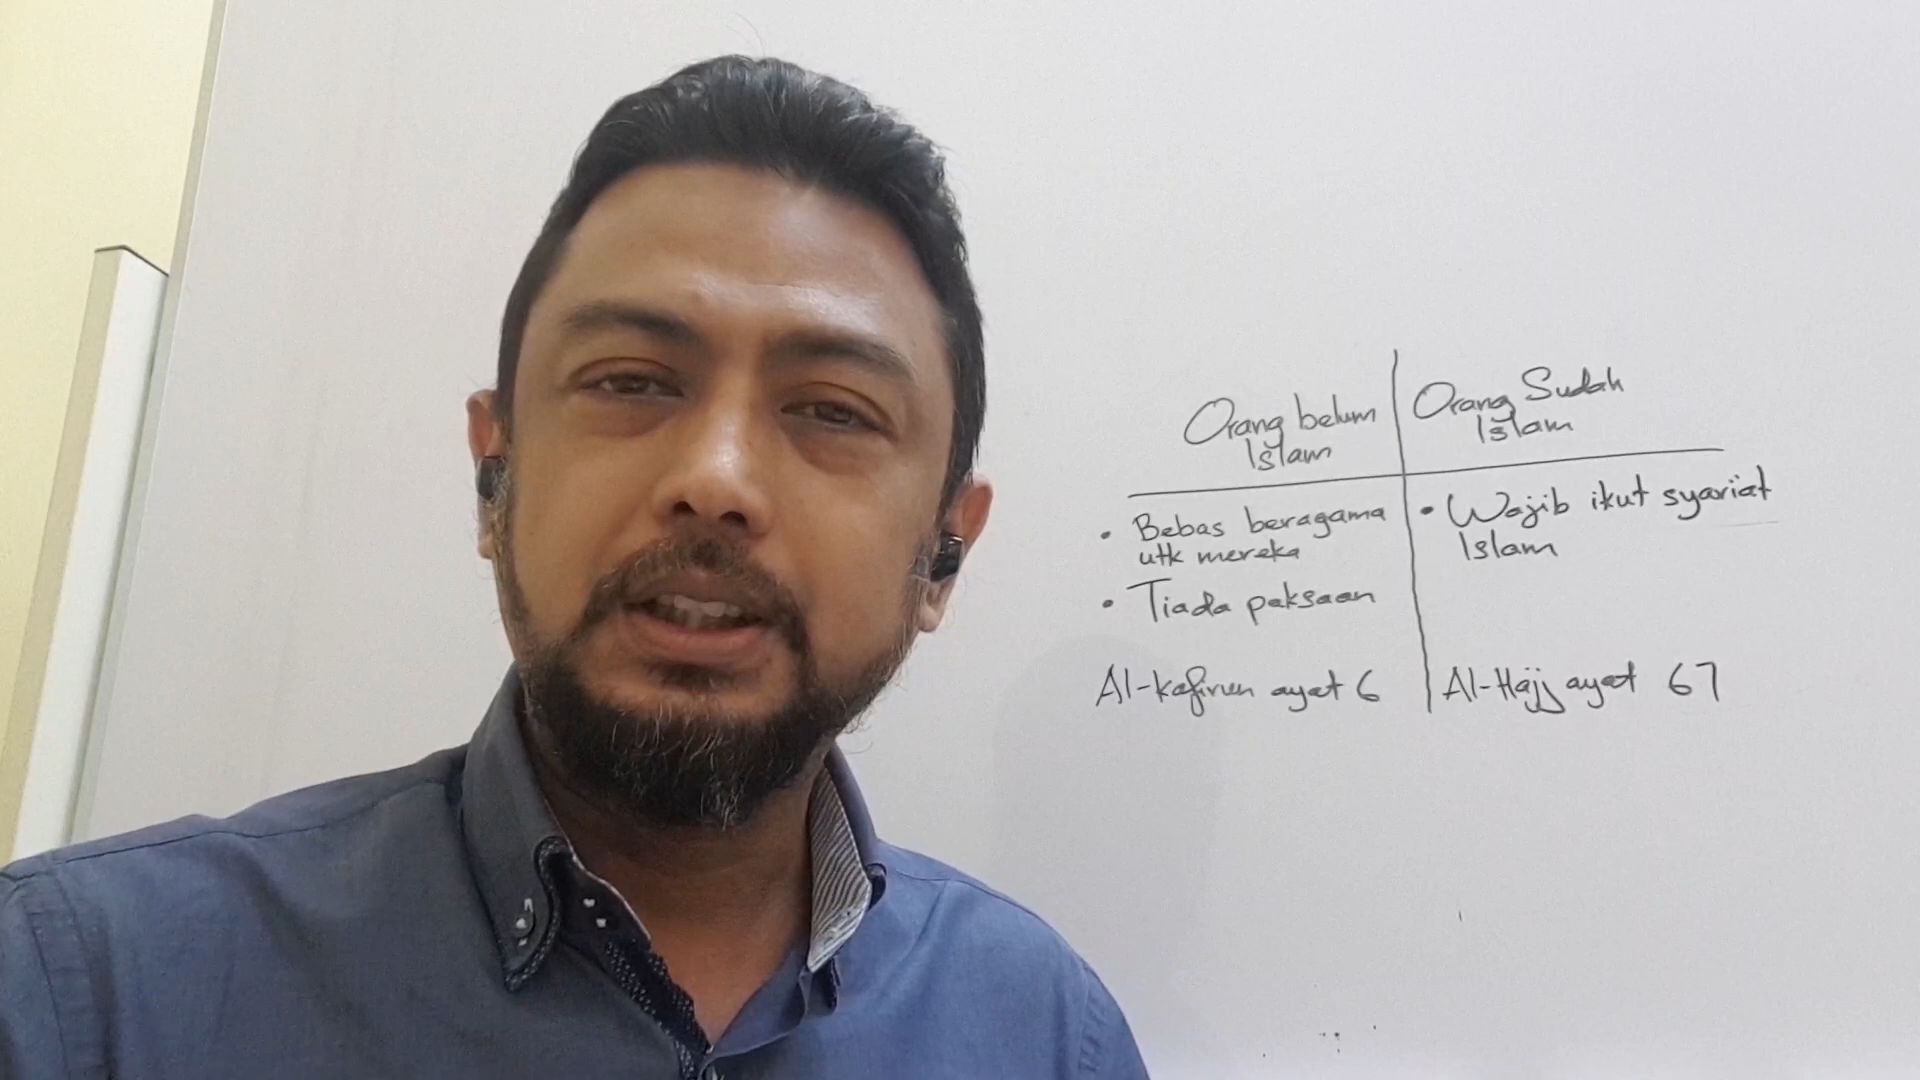 Orang belum
Islam
Orang Sudah
Islam
• Bebas beragama
utk mereka
• Tiada paksaan
Al-kafirun ayat 6
• Wajib ikut syariat
Islam
Al-Hajj ayat 67